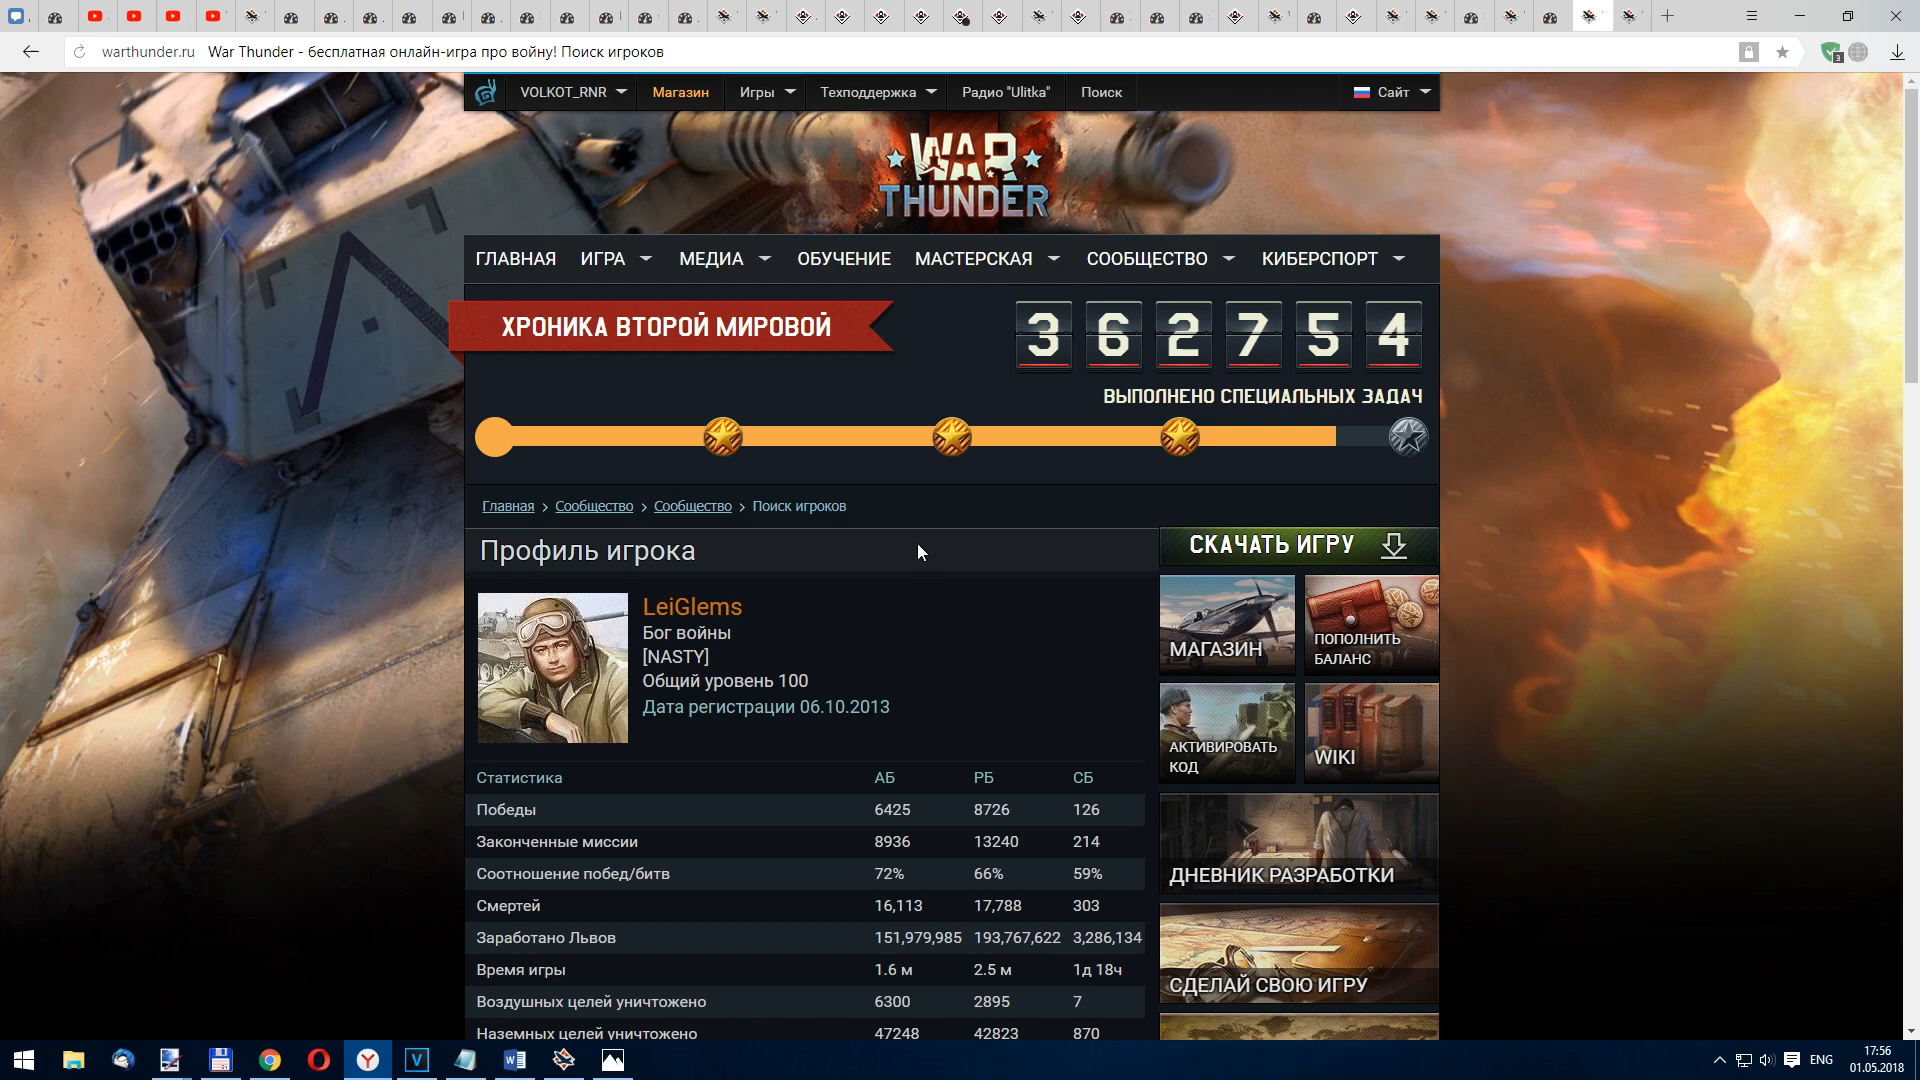 warthunder.ru War Thunder - бесплатная онлайн-игра про войну! Поиск игроков
3
VOLKOT_RNR Магазин Игры Техподдержка Радио "Ulitka" Поиск Сайт
WAR
THUNDER
ГЛАВНАЯ ИГРА МЕДИА ОБУЧЕНИЕ МАСТЕРСКАЯ СООБЩЕСТВО КИБЕРСПОРТ
ХРОНИКА ВТОРОЙ МИРОВОЙ
3 6 2 7 5 4
ВЫПОЛНЕНО СПЕЦИАЛЬНЫХ ЗАДАЧ
Главная > Сообщество > Сообщество > Поиск игроков
Профиль игрока
LeiGlems
Бог войны
[NASTY]
Общий уровень 100
Дата регистрации 06.10.2013
Статистика АБ РБ СБ
Победы 6425 8726 126
Законченные миссии 8936 13240 214
Соотношение побед/битв 72% 66% 59%
Смертей 16,113 17,788 303
Заработано Львов 151,979,985 193,767,622 3,286,134
Время игры 1.6 м 2.5 м 1д 18ч
Воздушных целей уничтожено 6300 2895 7
Наземных целей уничтожено 47248 42823 870
СКАЧАТЬ ИГРУ
МАГАЗИН
ПОПОЛНИТЬ
БАЛАНС
АКТИВИРОВАТЬ
КОД
WIKI
ДНЕВНИК РАЗРАБОТКИ
СДЕЛАЙ СВОЮ ИГРУ
ENG
17:56
01.05.2018